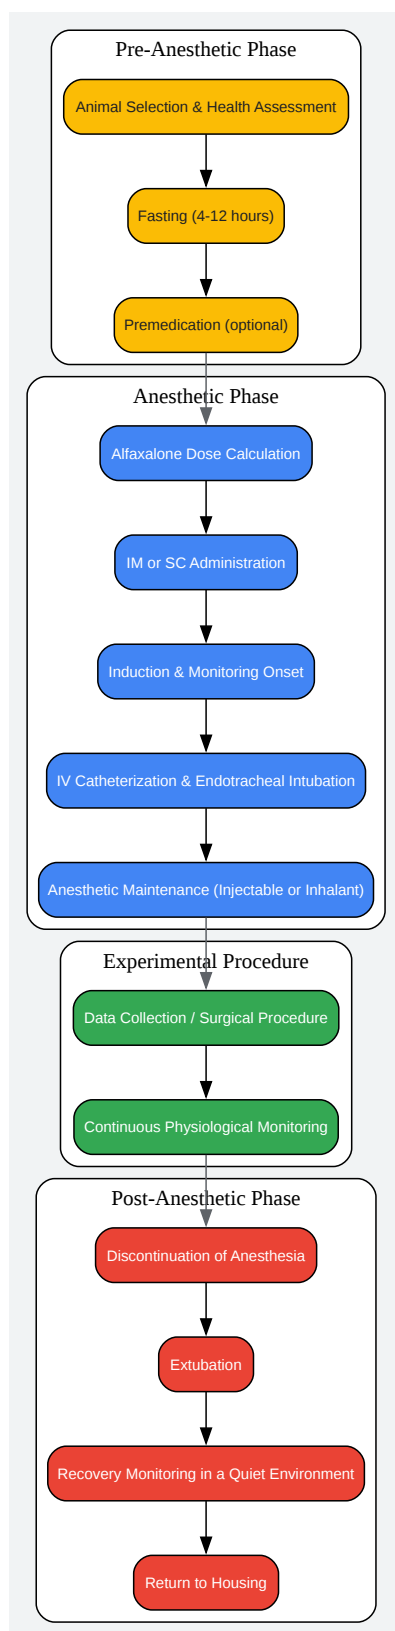 Pre-Anesthetic Phase
Animal Selection & Health Assessment
Fasting (4-12 hours)
Premedication (optional)
Anesthetic Phase
Alfaxalone Dose Calculation
IM or SC Administration
Induction & Monitoring Onset
IV Catheterization & Endotracheal Intubation
Anesthetic Maintenance (Injectable or Inhalant)
Experimental Procedure
Data Collection / Surgical Procedure
Continuous Physiological Monitoring
Post-Anesthetic Phase
Discontinuation of Anesthesia
Extubation
Recovery Monitoring in a Quiet Environment
Return to Housing